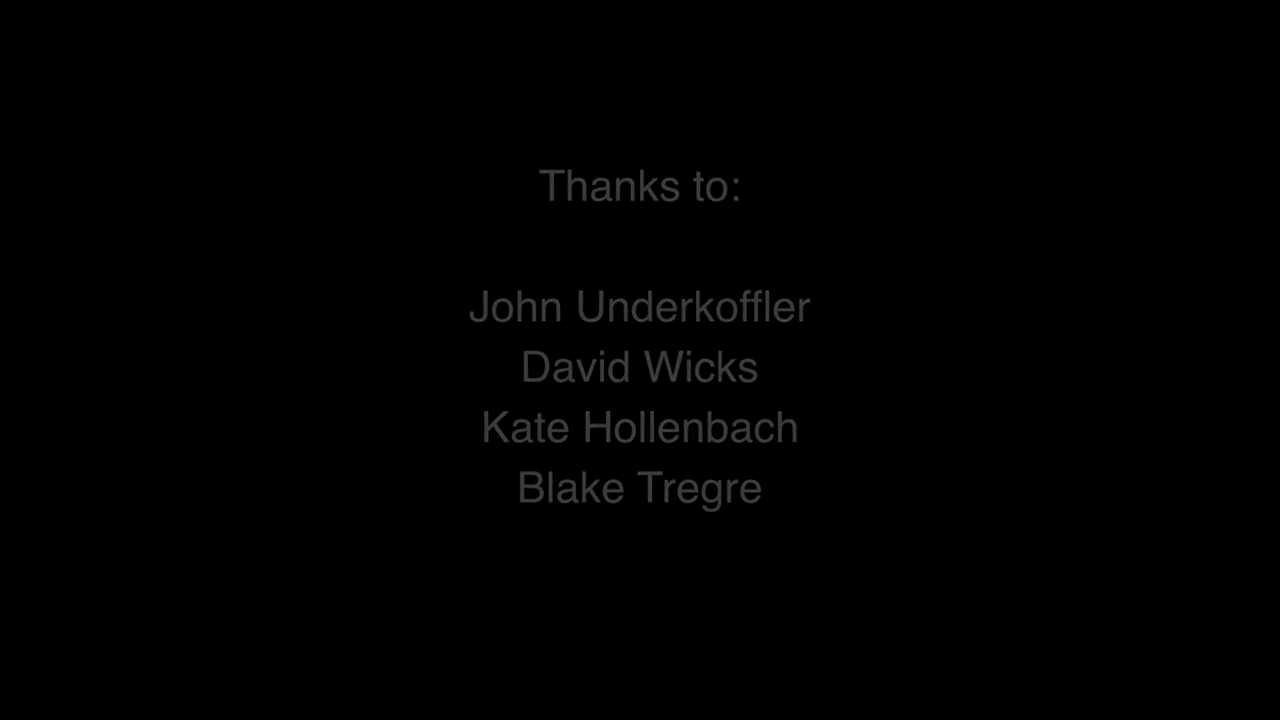 Thanks to:
John Underkoffler
David Wicks
Kate Hollenbach
Blake Tregre